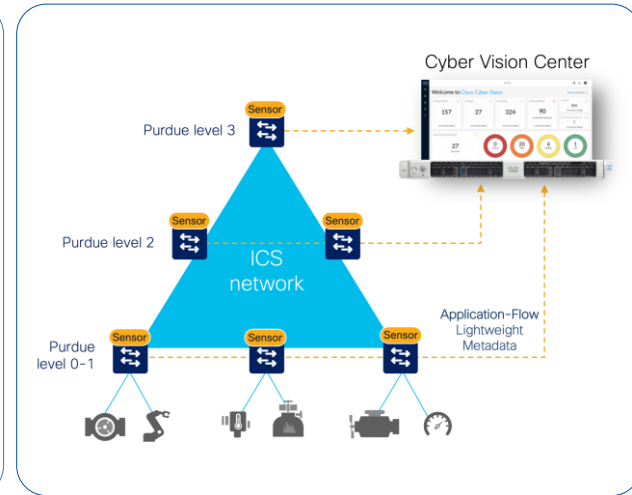 Cyber Vision Center
Welcome to Cisco Cyber Vision
157
27
324
90
27
0
20
6
1
Sensor
Purdue level 3
Sensor
Sensor
Purdue level 2
ICS
network
Application-Flow
Lightweight
Metadata
Sensor
Sensor
Sensor
Purdue
level 0-1